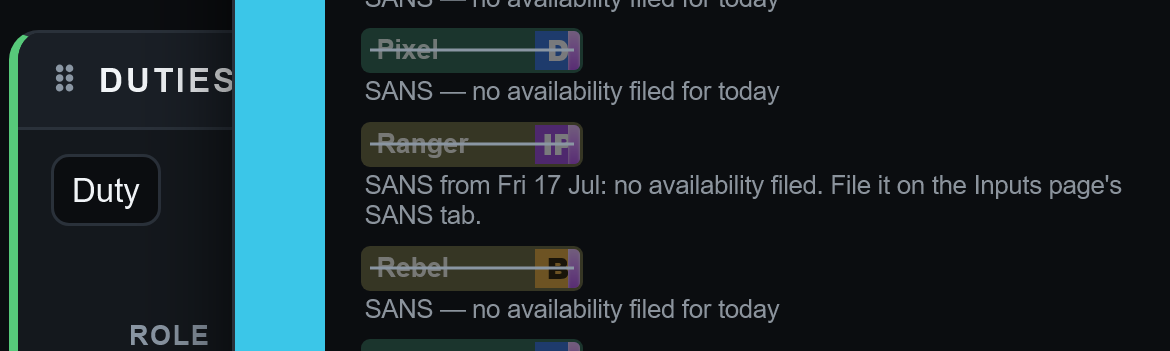 SANS — no availability filed for today
Pixel D
SANS — no availability filed for today
Ranger IP
SANS from Fri 17 Jul: no availability filed. File it on the Inputs page's
SANS tab.
Rebel B
SANS — no availability filed for today
DUTIES
Duty
ROLE